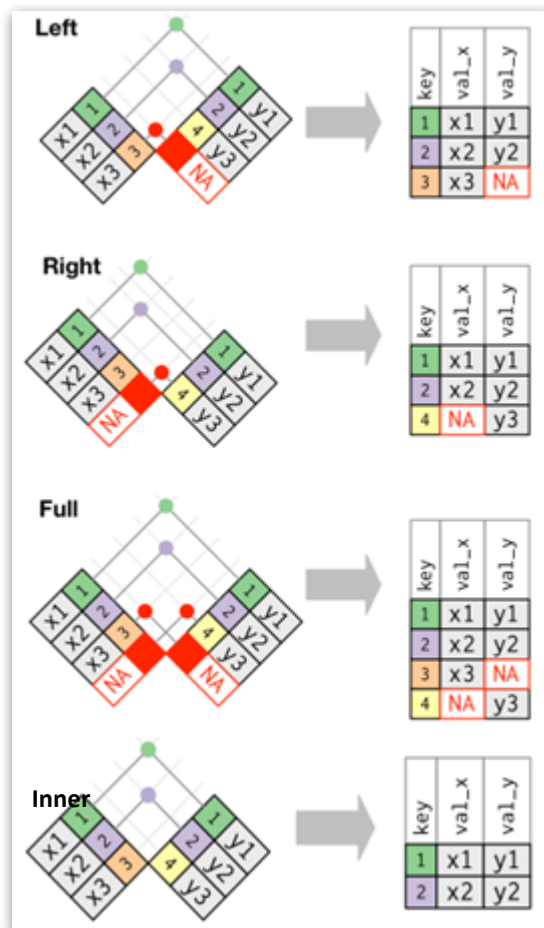 Left
1 2 3
x1 x2 x3
1 2 4
y1 y2 y3 NA
key val_x val_y
1 x1 y1
2 x2 y2
3 x3 NA
Right
1 2 3
x1 x2 x3 NA
1 2 4
y1 y2 y3
key val_x val_y
1 x1 y1
2 x2 y2
4 NA y3
Full
1 2 3
x1 x2 x3 NA
1 2 4
y1 y2 y3 NA
key val_x val_y
1 x1 y1
2 x2 y2
3 x3 NA
4 NA y3
Inner
1 2 3
x1 x2 x3
1 2 4
y1 y2 y3
key val_x val_y
1 x1 y1
2 x2 y2